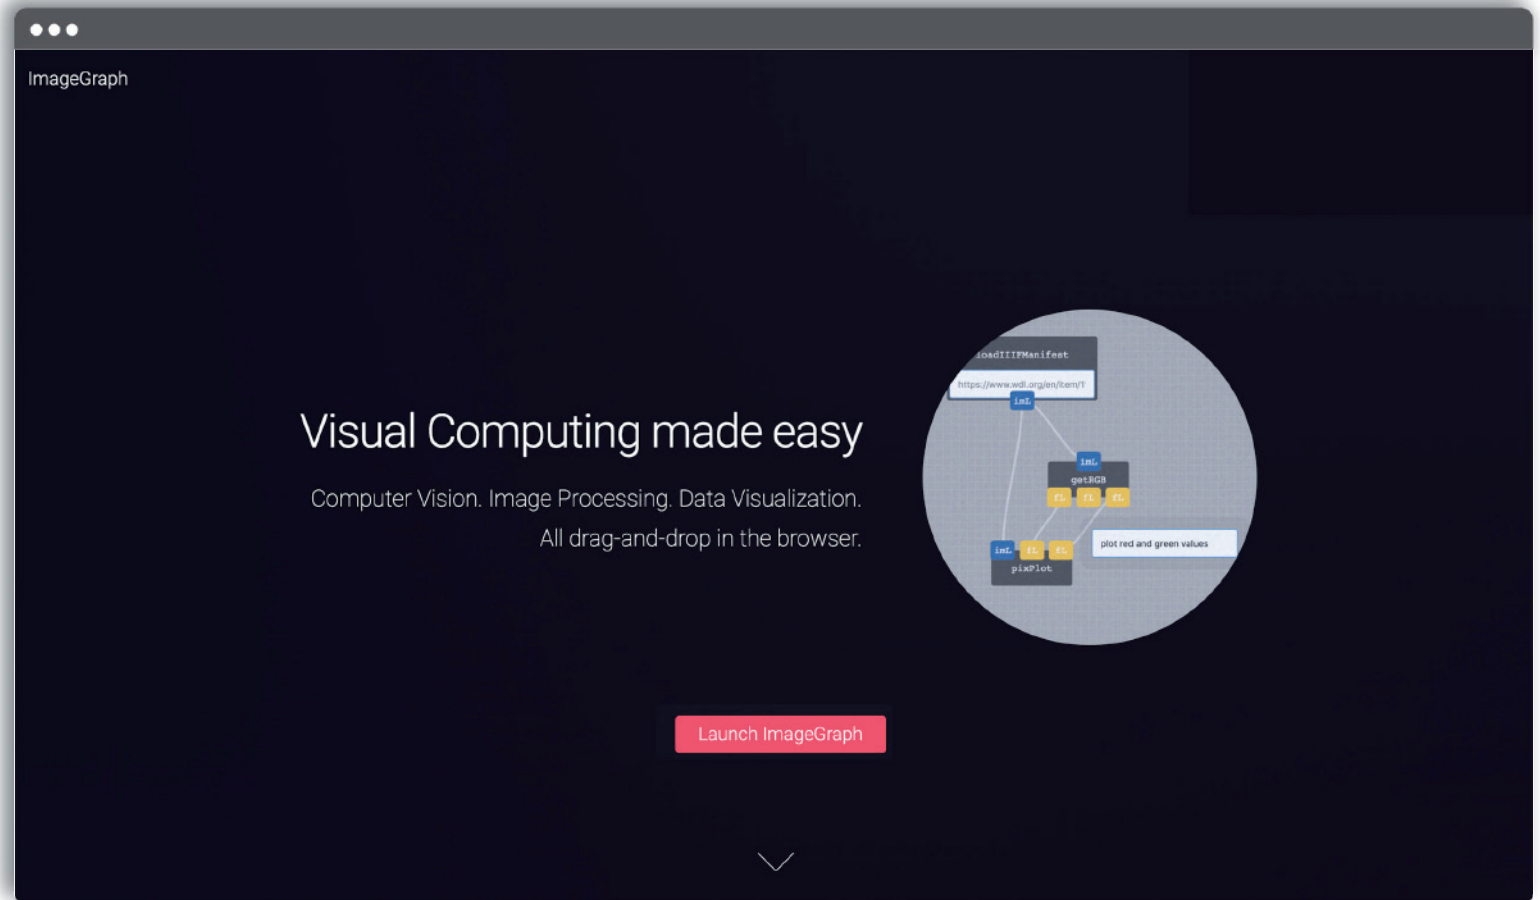 ImageGraph
Visual Computing made easy
Computer Vision. Image Processing. Data Visualization.
All drag-and-drop in the browser.
loadIIIFManifest
https://www.wdl.org/en/item/1
imL
imL
getRGB
fL fL fL
imL fL fL
pixPlot
plot red and green values
Launch ImageGraph